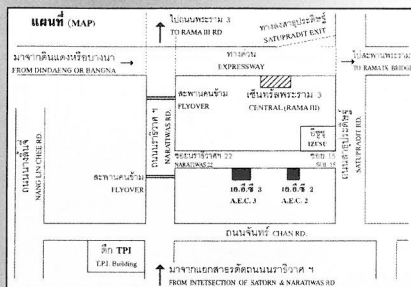 แผนที่ (MAP)
ไปถนนพระราม 3
TO RAMA III RD
ทางลงสาธุประดิษฐ์
SATUPRADIT EXIT
มาจากดินแดงหรือบางนา
FROM DINDAENG OR BANGNA
ทางด่วน
EXPRESSWAY
ไปสะพานพระราม
TO RAMA IX BRIDGE
สะพานคนข้าม
FLYOVER
เซ็นทรัลพระราม 3
CENTRAL (RAMA III)
อีซูซุ
IZUSU
ถนนนางลิ้นจี่
NANG LIN CHEE RD.
ถนนนราธิวาส ฯ
NARATIWAS RD.
ถนนสาธุประดิษฐ์
SATUPRADIT RD.
ซอยนราธิวาสฯ 22
NARATIWAS 22
ซอย 15
SOI. 15
สะพานคนข้าม
FLYOVER
เอ.อี.ซี 3
A.E.C. 3
เอ.อี.ซี 2
A.E.C. 2
ถนนจันทร์ CHAN RD.
ตึก TPI
T.P.I. Building
มาจากแยกสาธรตัดถนนนราธิวาส ฯ
FROM INTETSECTION OF SATORN & NARATIWAS RD